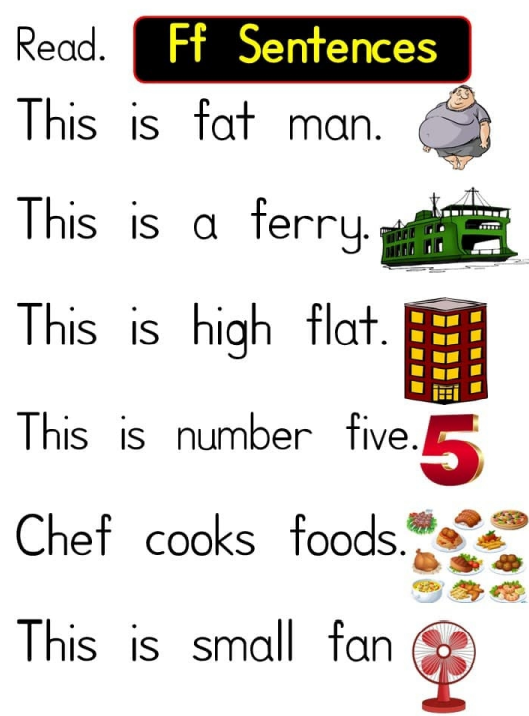 Read. Ff Sentences
This is fat man.
This is a ferry.
This is high flat.
This is number five.
5
Chef cooks foods.
This is small fan